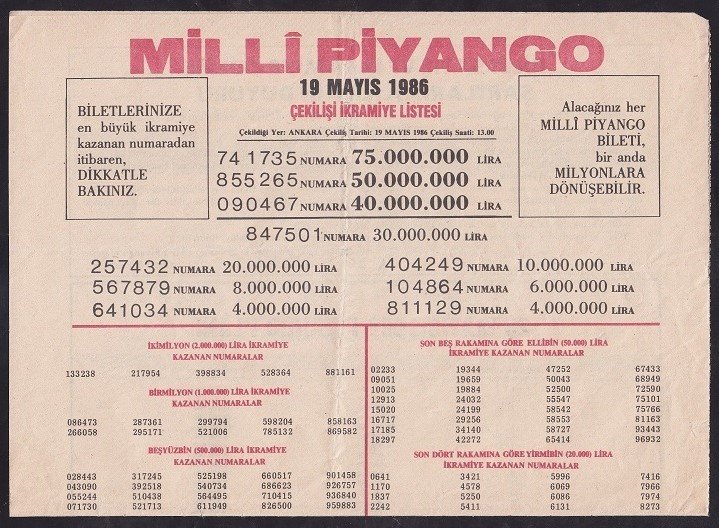 MİLLÎ PİYANGO
19 MAYIS 1986
ÇEKİLİŞİ İKRAMİYE LİSTESİ
BİLETLERİNİZE
en büyük ikramiye
kazanan numaradan
itibaren,
DİKKATLE
BAKINIZ.
Çekildiği Yer: ANKARA Çekiliş Tarihi: 19 MAYIS 1986 Çekiliş Saati: 13.00
741735 NUMARA 75.000.000 LİRA
855265 NUMARA 50.000.000 LİRA
090467 NUMARA 40.000.000 LİRA
Alacağınız her
MİLLÎ PİYANGO
BİLETİ,
bir anda
MİLYONLARA
DÖNÜŞEBİLİR.
847501 NUMARA 30.000.000 LİRA
257432 NUMARA 20.000.000 LİRA 404249 NUMARA 10.000.000 LİRA
567879 NUMARA 8.000.000 LİRA 104864 NUMARA 6.000.000 LİRA
641034 NUMARA 4.000.000 LİRA 811129 NUMARA 4.000.000 LİRA
İKİMİLYON (2.000.000) LİRA İKRAMİYE
KAZANAN NUMARALAR
133238 217954 398834 528364 881161
BİRMİLYON (1.000.000) LİRA İKRAMİYE
KAZANAN NUMARALAR
086473 287361 299794 598204 858163
266058 295171 521006 785132 869582
BEŞYÜZBİN (500.000) LİRA İKRAMİYE
KAZANAN NUMARALAR
028443 317245 525198 660517 901458
043090 392518 540734 686623 926757
055244 510438 564495 710415 936840
071730 521713 611949 826500 959883
SON BEŞ RAKAMINA GÖRE ELLİBİN (50.000) LİRA
İKRAMİYE KAZANAN NUMARALAR
02233 19344 47252 67433
09051 19659 50043 68949
10025 19884 52500 72590
12913 24032 55547 75101
15020 24199 58542 75766
16717 29256 58553 81163
17185 34140 58727 93443
18297 42272 65414 96932
SON DÖRT RAKAMINA GÖRE YİRMİBİN (20.000) LİRA
İKRAMİYE KAZANAN NUMARALAR
0641 3421 5996 7416
1170 4578 6069 7966
1837 5250 6086 7974
2242 5411 6131 8273